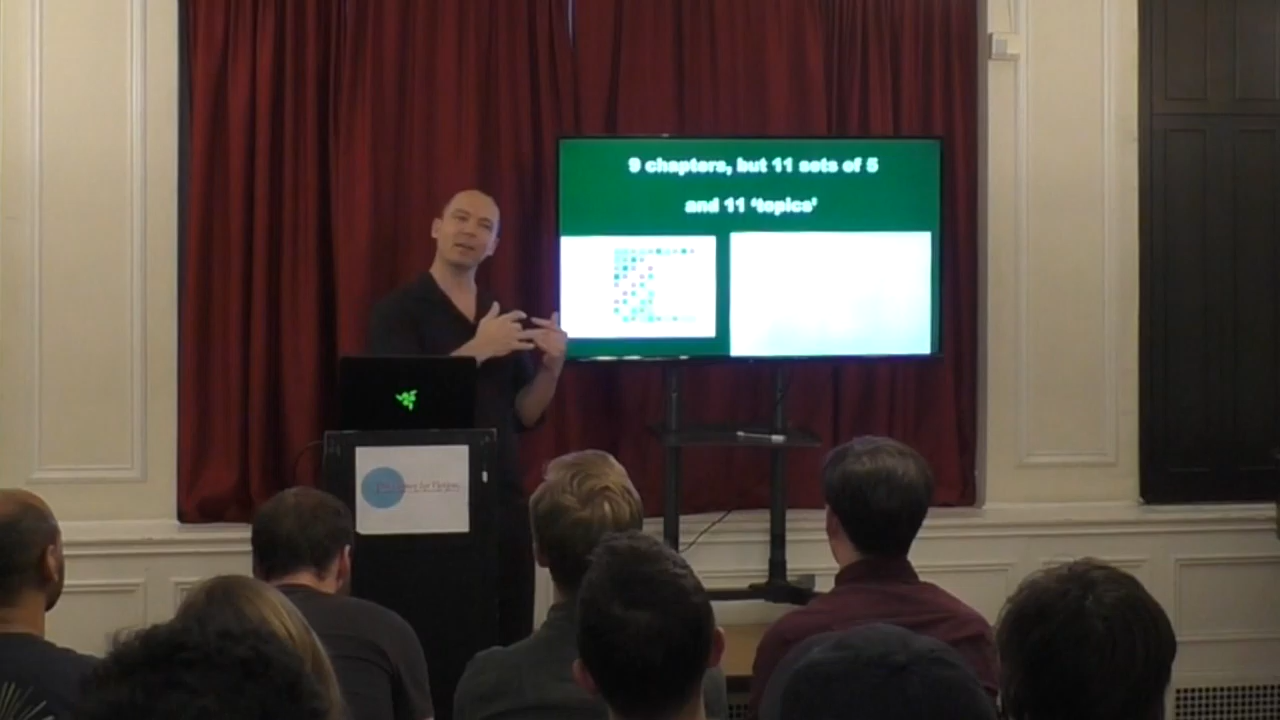 9 chapters, but 11 sets of 5
and 11 'topics'